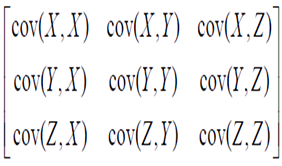 cov(X,X) cov(X,Y) cov(X,Z)
cov(Y,X) cov(Y,Y) cov(Y,Z)
cov(Z,X) cov(Z,Y) cov(Z,Z)